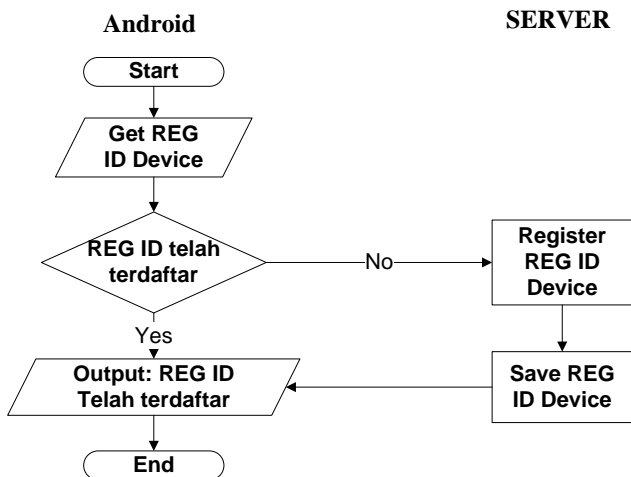 Android
SERVER
Start
Get REG
ID Device
REG ID telah
terdaftar
No
Register
REG ID
Device
Yes
Output: REG ID
Telah terdaftar
Save REG
ID Device
End